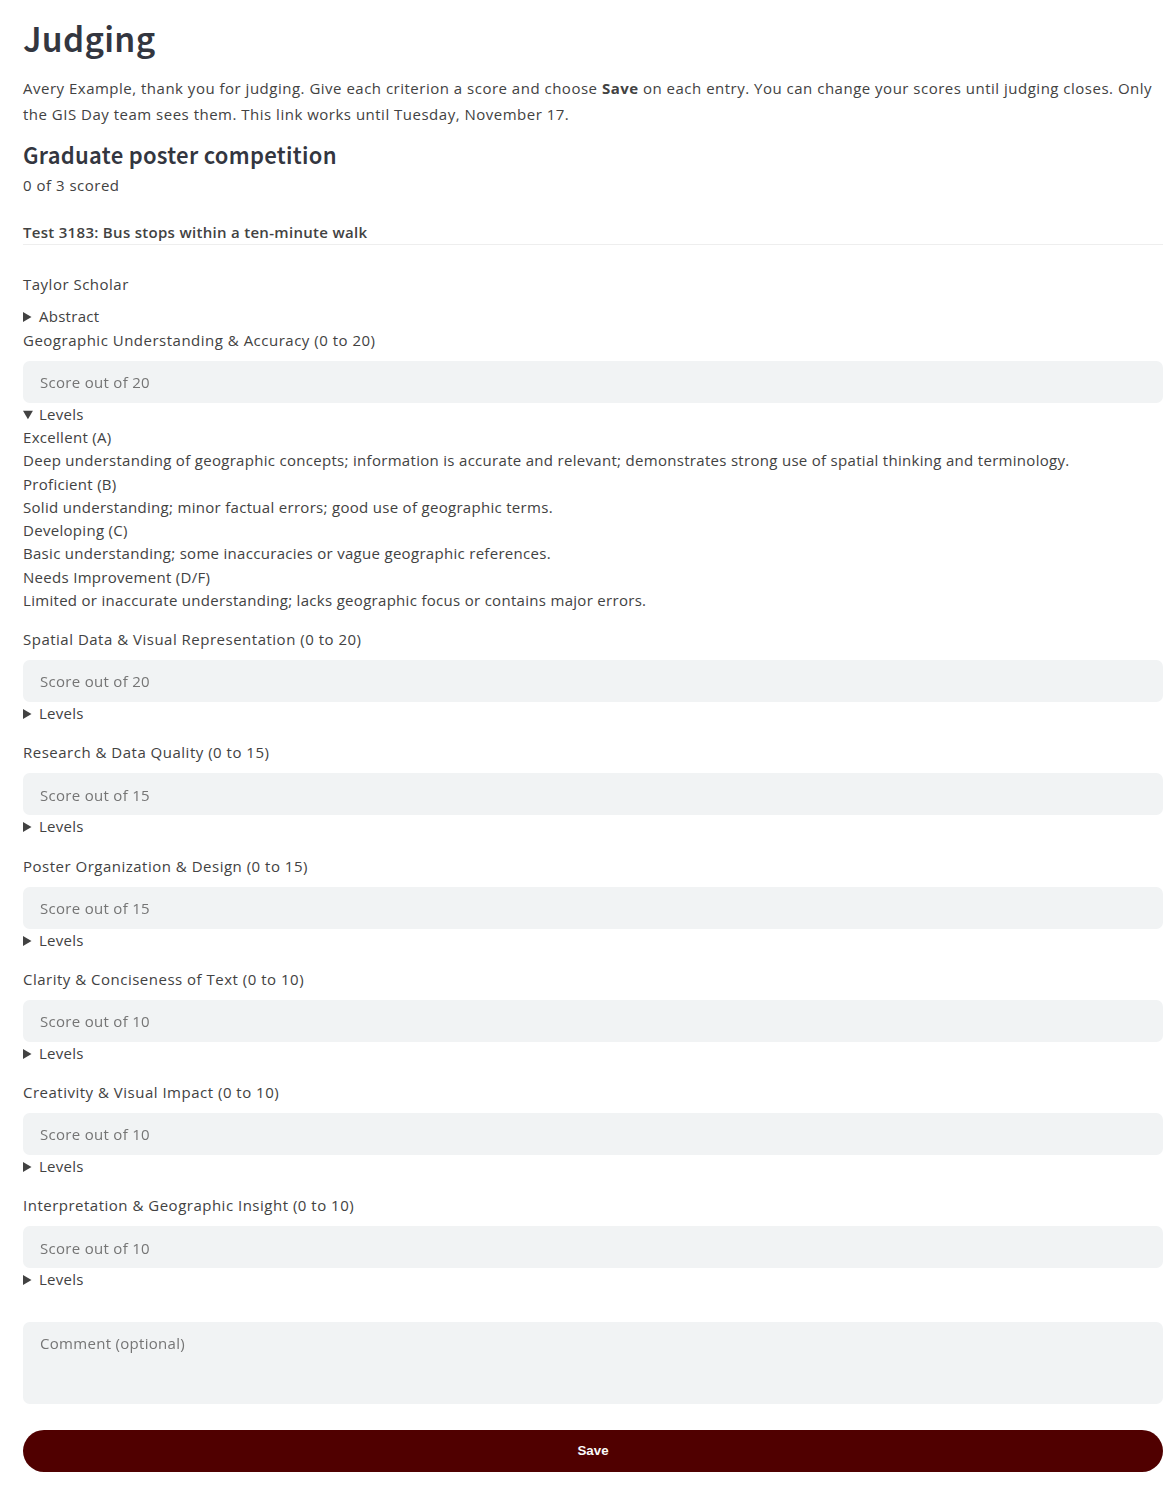 Judging
Avery Example, thank you for judging. Give each criterion a score and choose Save on each entry. You can change your scores until judging closes. Only
the GIS Day team sees them. This link works until Tuesday, November 17.
Graduate poster competition
0 of 3 scored
Test 3183: Bus stops within a ten-minute walk
Taylor Scholar
Abstract
Geographic Understanding & Accuracy (0 to 20)
Score out of 20
Levels
Excellent (A)
Deep understanding of geographic concepts; information is accurate and relevant; demonstrates strong use of spatial thinking and terminology.
Proficient (B)
Solid understanding; minor factual errors; good use of geographic terms.
Developing (C)
Basic understanding; some inaccuracies or vague geographic references.
Needs Improvement (D/F)
Limited or inaccurate understanding; lacks geographic focus or contains major errors.
Spatial Data & Visual Representation (0 to 20)
Score out of 20
Levels
Research & Data Quality (0 to 15)
Score out of 15
Levels
Poster Organization & Design (0 to 15)
Score out of 15
Levels
Clarity & Conciseness of Text (0 to 10)
Score out of 10
Levels
Creativity & Visual Impact (0 to 10)
Score out of 10
Levels
Interpretation & Geographic Insight (0 to 10)
Score out of 10
Levels
Comment (optional)
Save